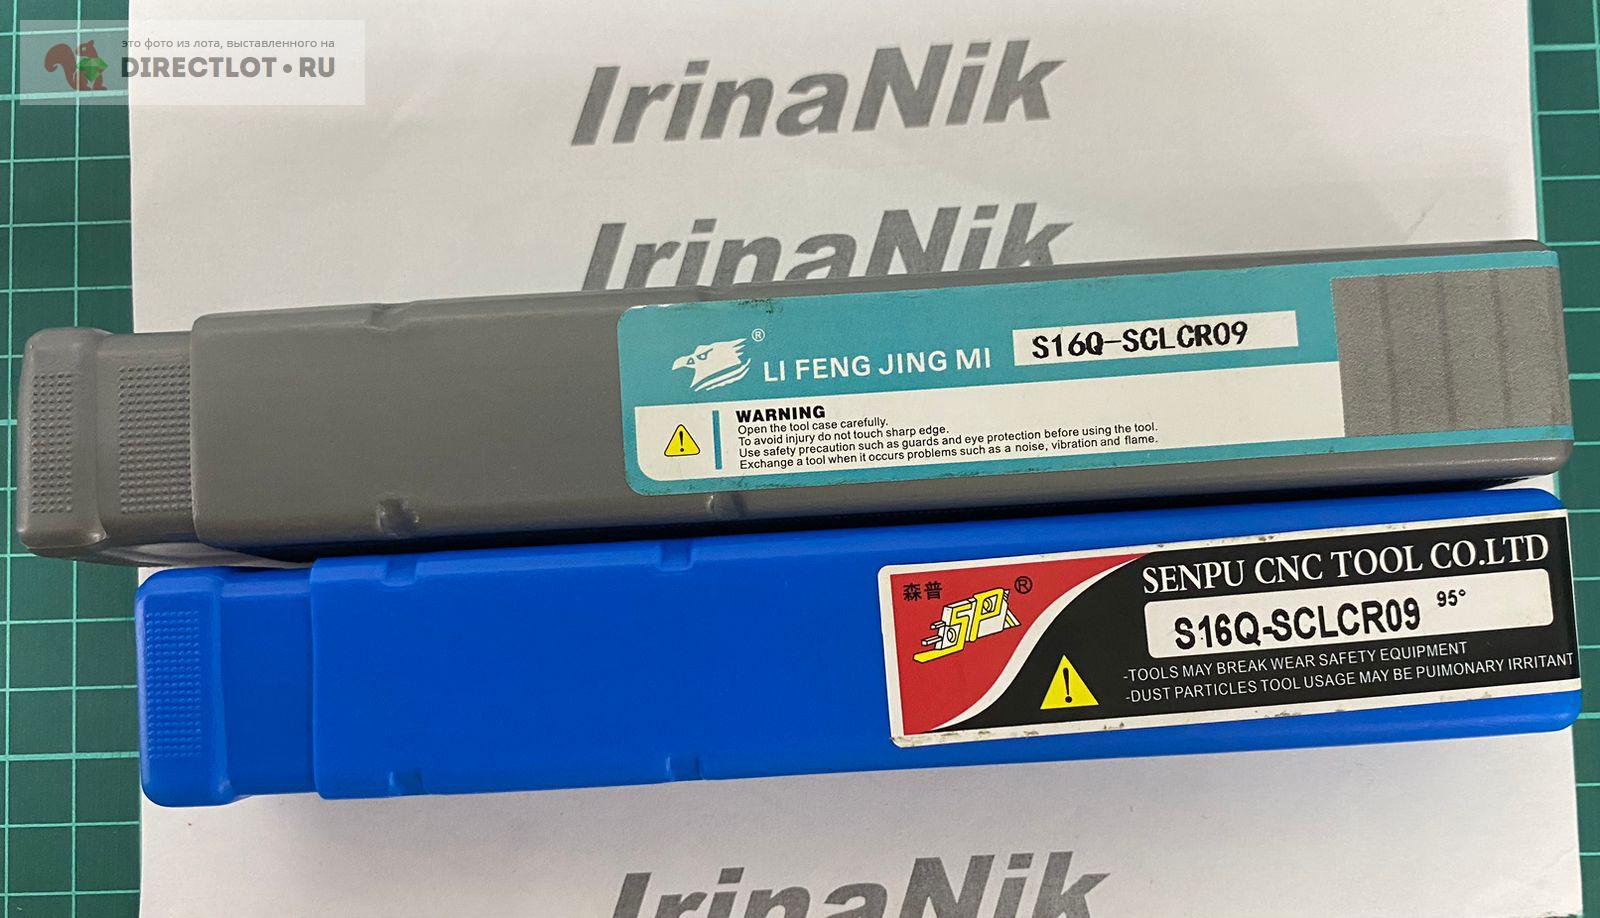 это фото из лота, выставленного на
DIRECTLOT•RU
IrinaNik
IrinaNik
®
LI FENG JING MI
S16Q-SCLCR09
WARNING
Open the tool case carefully.
To avoid injury do not touch sharp edge.
Use safety precaution such as guards and eye protection before using the tool.
Exchange a tool when it occurs problems such as a noise, vibration and flame.
森普
SP
®
SENPU CNC TOOL CO.LTD
S16Q-SCLCR09 95°
-TOOLS MAY BREAK WEAR SAFETY EQUIPMENT
-DUST PARTICLES TOOL USAGE MAY BE PUIMONARY IRRITANT
IrinaNik